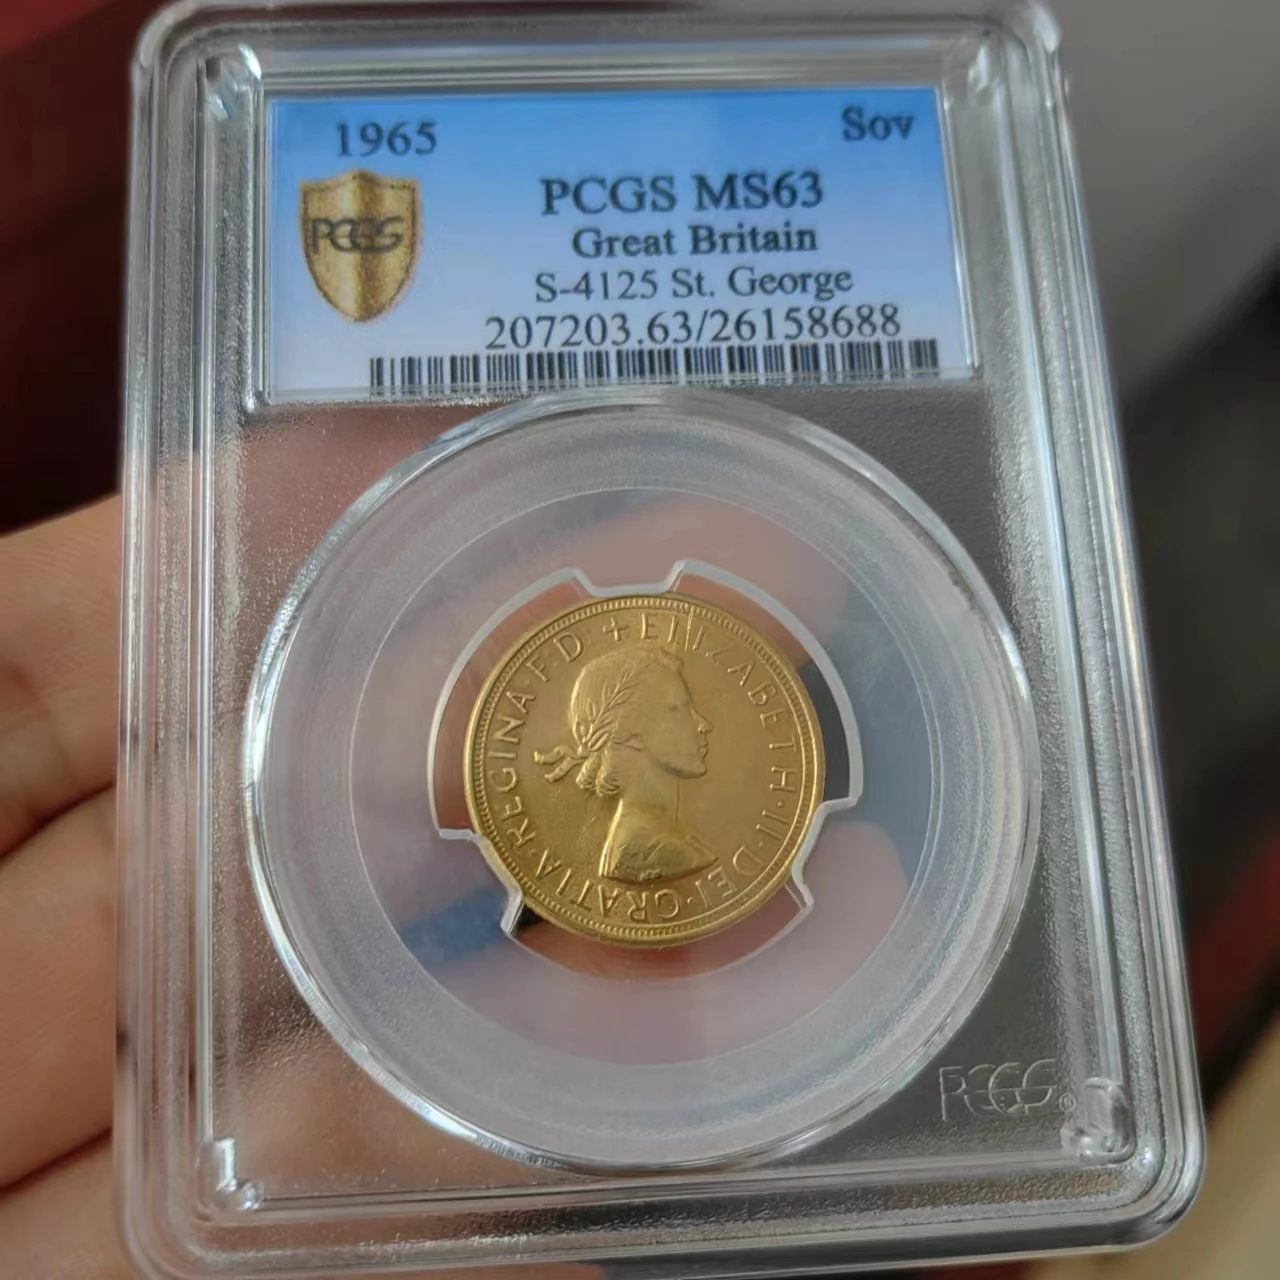 1965 Sov
PCGS MS63
PCGS
Great Britain
S-4125 St. George
207203.63/26158688
+ELIZABETH·II·DEI·GRATIA·REGINA·F·D
PCGS®